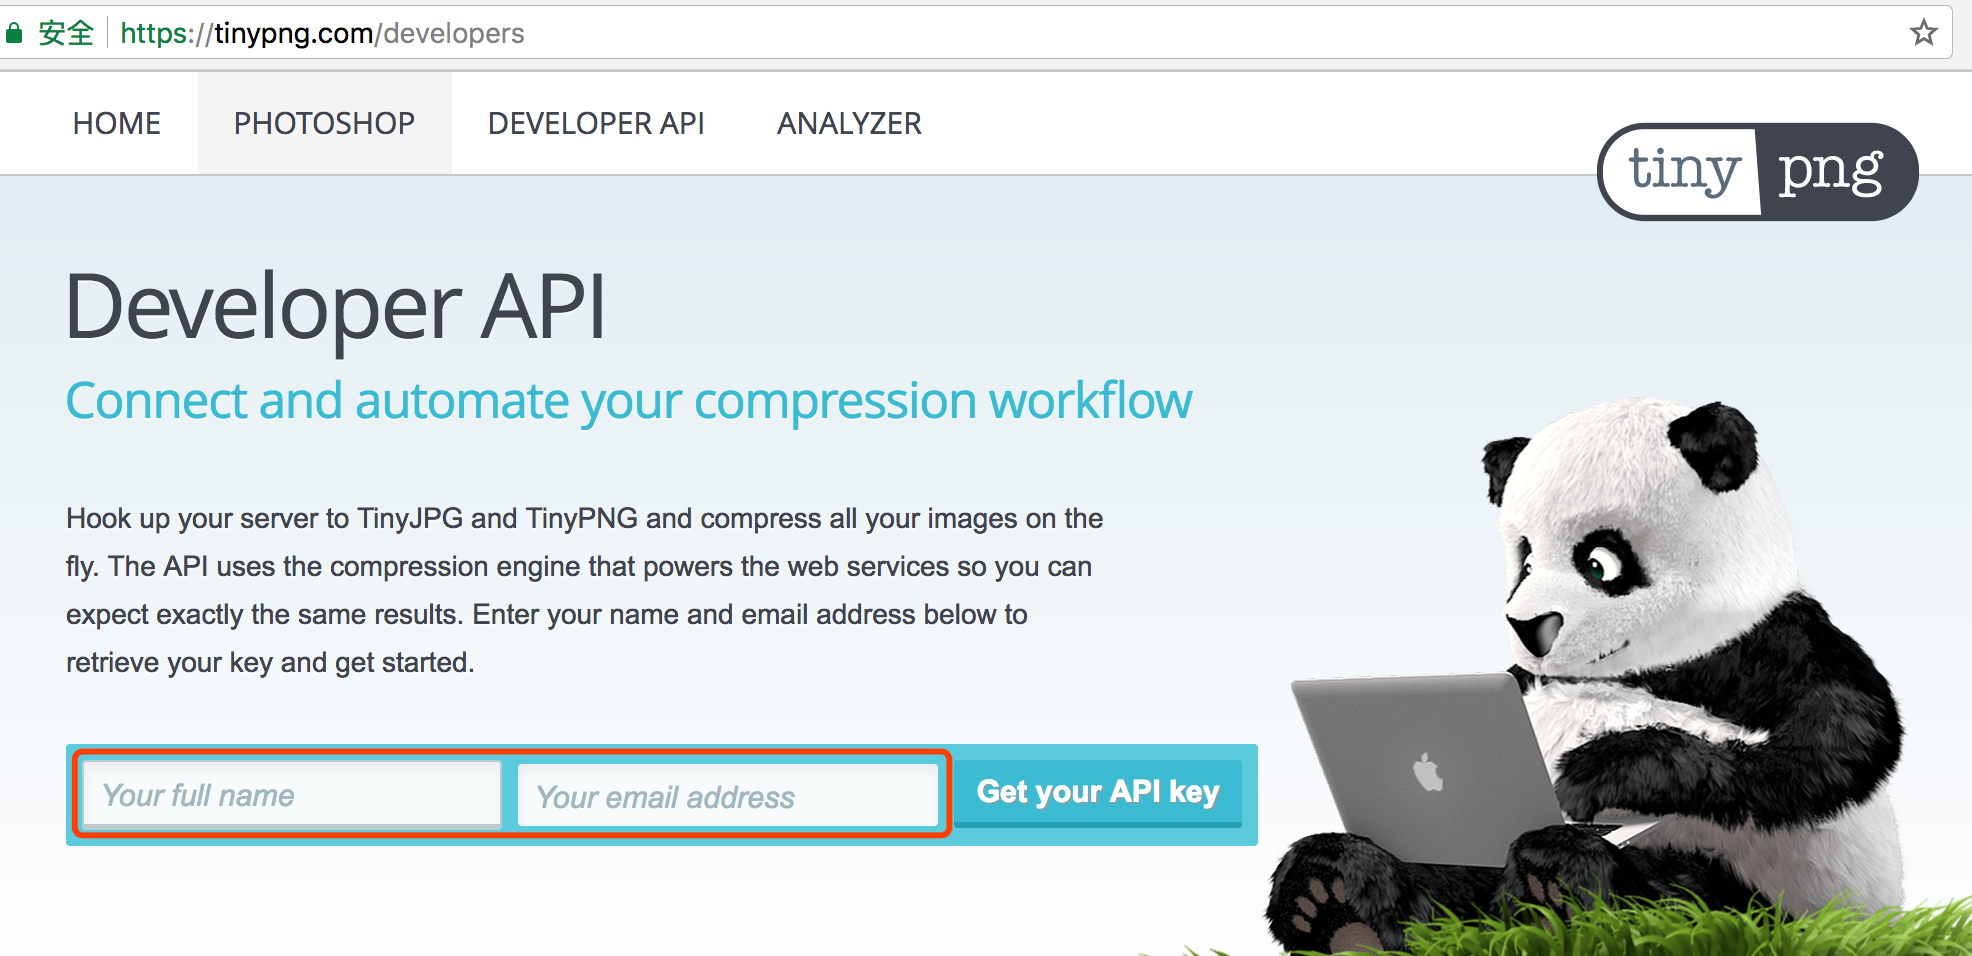 安全 https://tinypng.com/developers
HOME PHOTOSHOP DEVELOPER API ANALYZER
tiny png
Developer API
Connect and automate your compression workflow
Hook up your server to TinyJPG and TinyPNG and compress all your images on the
fly. The API uses the compression engine that powers the web services so you can
expect exactly the same results. Enter your name and email address below to
retrieve your key and get started.
Your full name Your email address Get your API key